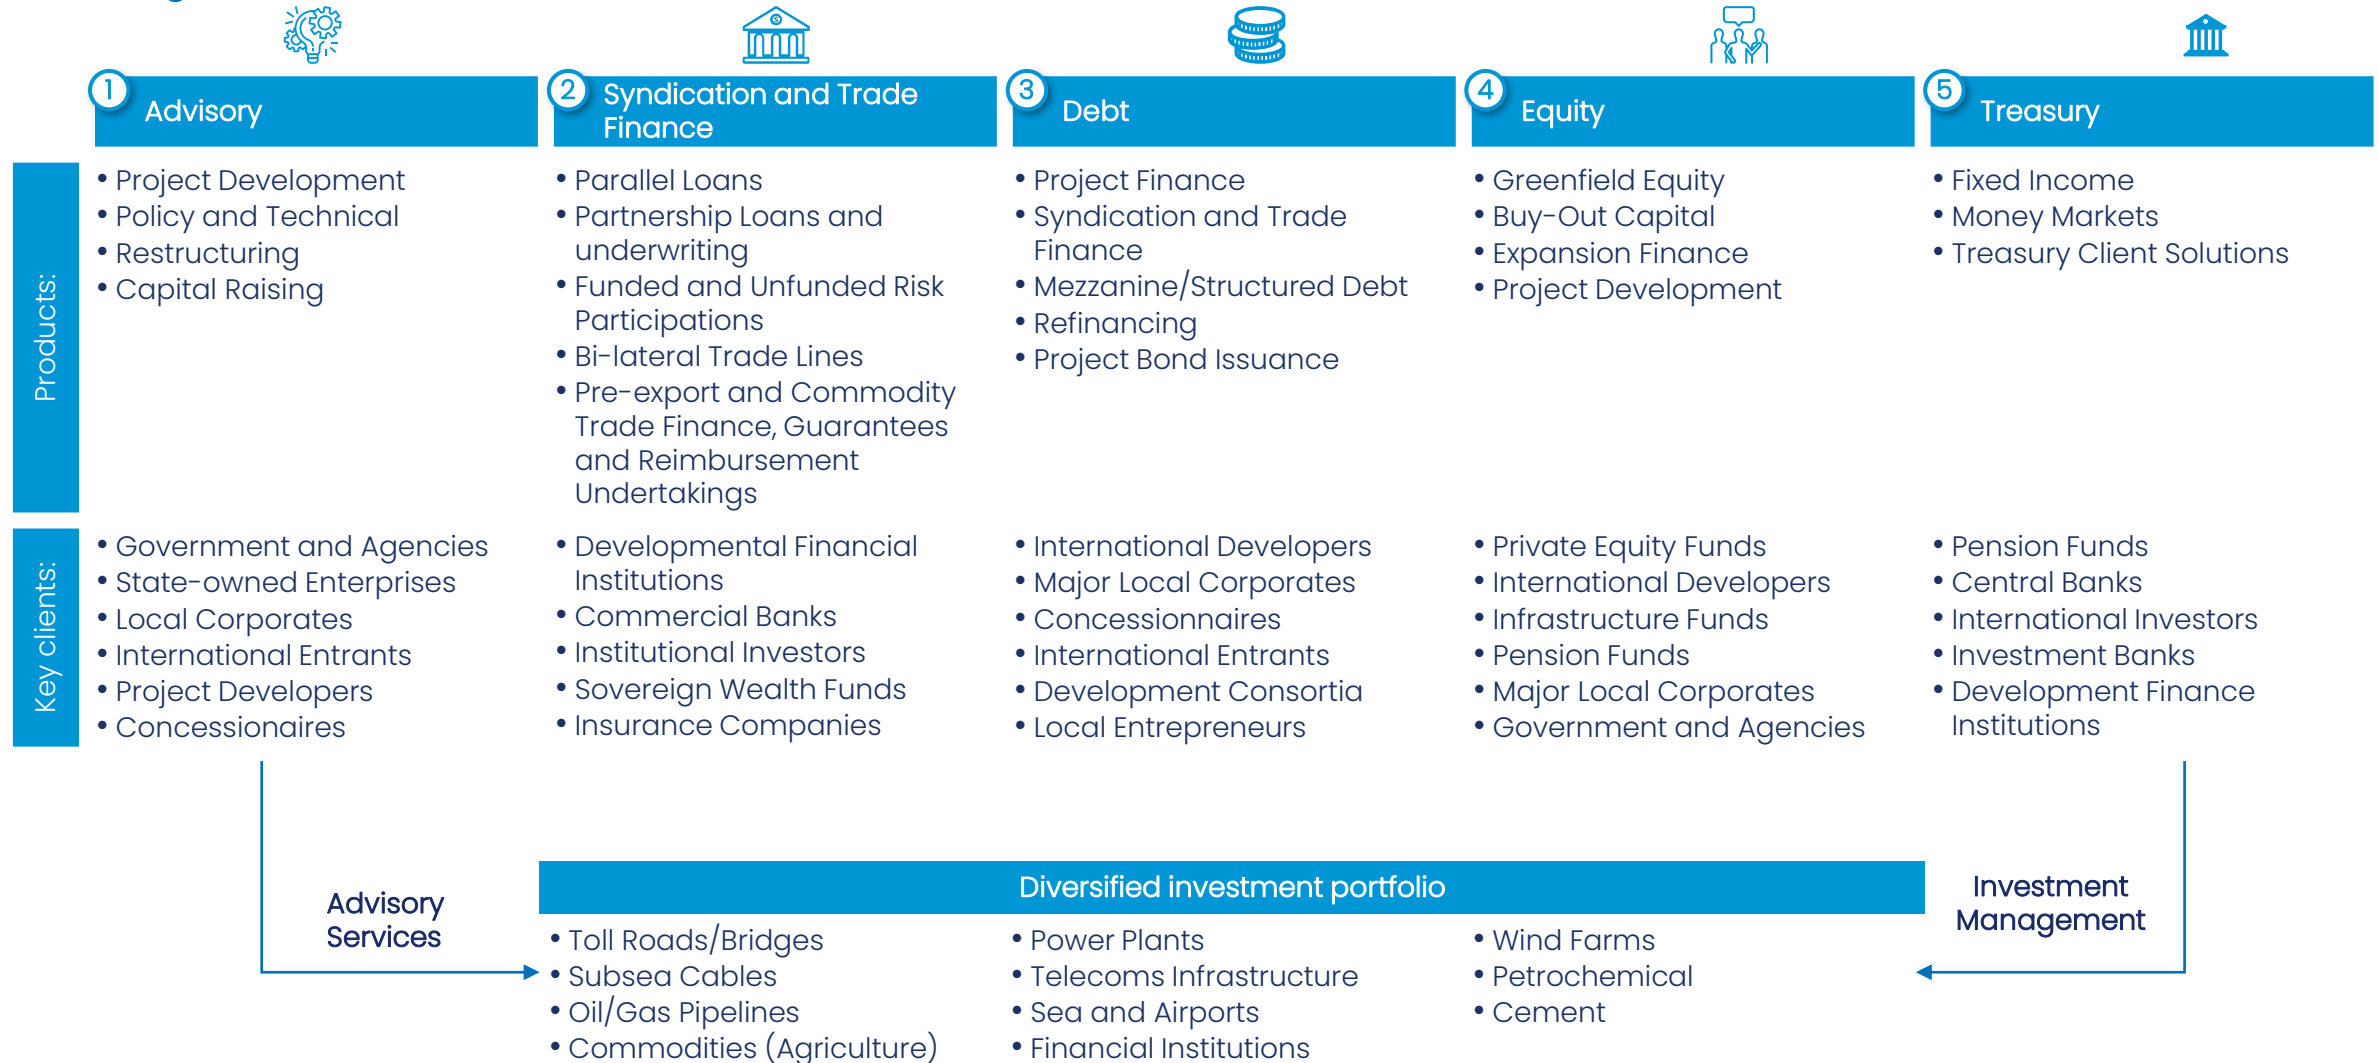 1
Advisory
2
Syndication and Trade
Finance
3
Debt
4
Equity
5
Treasury
Products:
• Project Development
• Policy and Technical
• Restructuring
• Capital Raising
• Parallel Loans
• Partnership Loans and
underwriting
• Funded and Unfunded Risk
Participations
• Bi-lateral Trade Lines
• Pre-export and Commodity
Trade Finance, Guarantees
and Reimbursement
Undertakings
• Project Finance
• Syndication and Trade
Finance
• Mezzanine/Structured Debt
• Refinancing
• Project Bond Issuance
• Greenfield Equity
• Buy-Out Capital
• Expansion Finance
• Project Development
• Fixed Income
• Money Markets
• Treasury Client Solutions
Key clients:
• Government and Agencies
• State-owned Enterprises
• Local Corporates
• International Entrants
• Project Developers
• Concessionaires
• Developmental Financial
Institutions
• Commercial Banks
• Institutional Investors
• Sovereign Wealth Funds
• Insurance Companies
• International Developers
• Major Local Corporates
• Concessionnaires
• International Entrants
• Development Consortia
• Local Entrepreneurs
• Private Equity Funds
• International Developers
• Infrastructure Funds
• Pension Funds
• Major Local Corporates
• Government and Agencies
• Pension Funds
• Central Banks
• International Investors
• Investment Banks
• Development Finance
Institutions
Advisory
Services
Diversified investment portfolio
• Toll Roads/Bridges
• Subsea Cables
• Oil/Gas Pipelines
• Commodities (Agriculture)
• Power Plants
• Telecoms Infrastructure
• Sea and Airports
• Financial Institutions
• Wind Farms
• Petrochemical
• Cement
Investment
Management